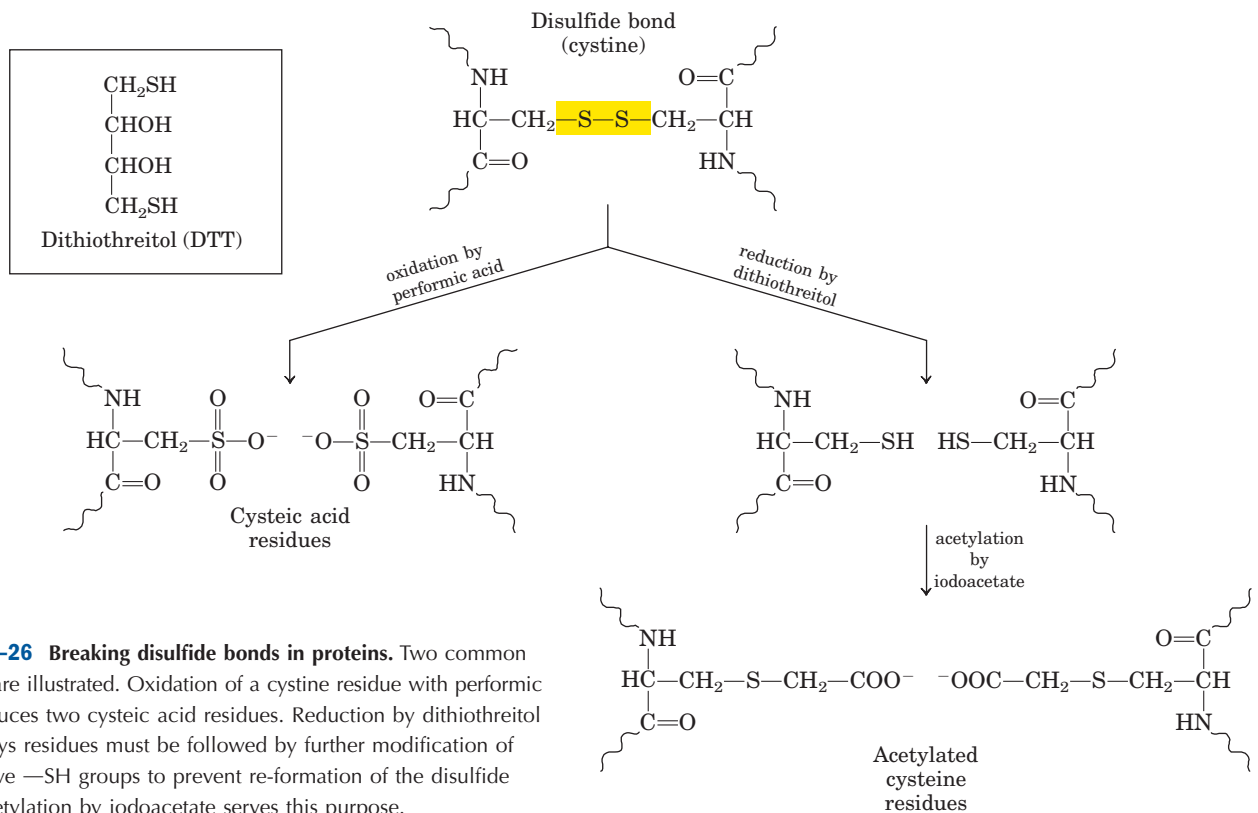 Disulfide bond
(cystine)
CH₂SH
CHOH
CHOH
CH₂SH
Dithiothreitol (DTT)
NH
O=C
HC—CH₂—S—S—CH₂—CH
C=O
HN
oxidation by
performic acid
reduction by
dithiothreitol
NH
O
O
O=C
HC—CH₂—S—O⁻ ⁻O—S—CH₂—CH
C=O
O
O
HN
Cysteic acid
residues
NH
O=C
HC—CH₂—SH HS—CH₂—CH
C=O
HN
acetylation
by
iodoacetate
NH
O=C
HC—CH₂—S—CH₂—COO⁻ ⁻OOC—CH₂—S—CH₂—CH
C=O
HN
Acetylated
cysteine
residues
–26 Breaking disulfide bonds in proteins. Two common
are illustrated. Oxidation of a cystine residue with performic
uces two cysteic acid residues. Reduction by dithiothreitol
ys residues must be followed by further modification of
ve —SH groups to prevent re-formation of the disulfide
etylation by iodoacetate serves this purpose.